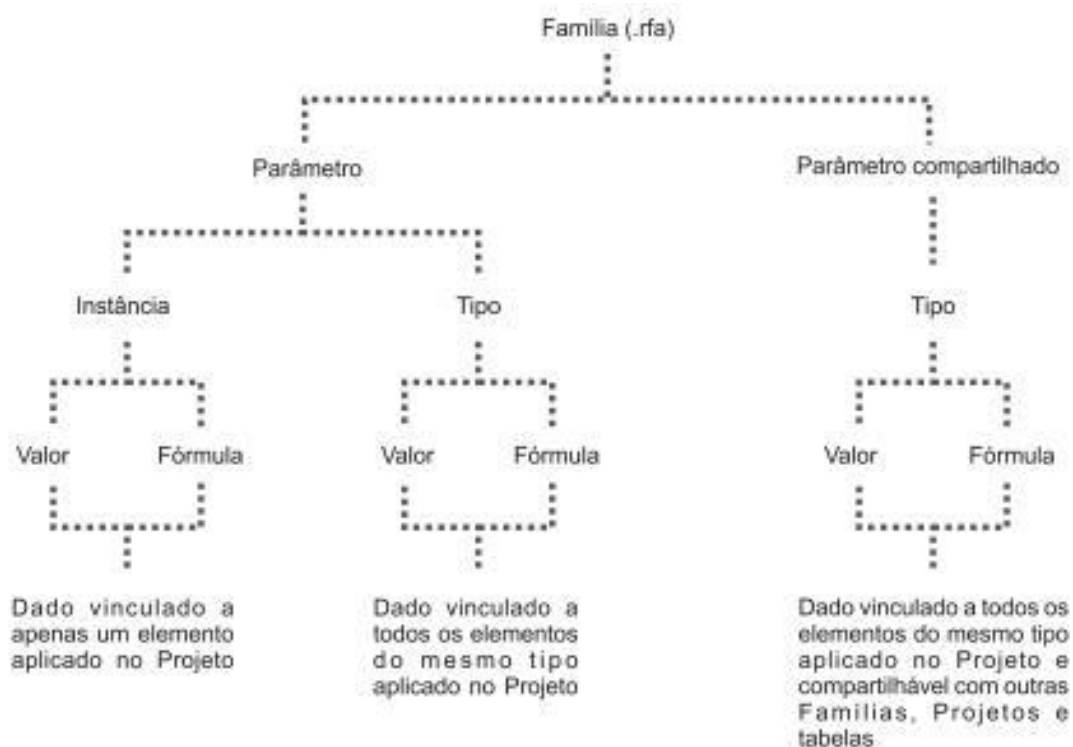 Família (.rfa)
Parâmetro
Parâmetro compartilhado
Instância
Tipo
Tipo
Valor
Fórmula
Valor
Fórmula
Valor
Fórmula
Dado vinculado a
apenas um elemento
aplicado no Projeto
Dado vinculado a
todos os elementos
do mesmo tipo
aplicado no Projeto
Dado vinculado a todos os
elementos do mesmo tipo
aplicado no Projeto e
compartilhável com outras
Famílias, Projetos e
tabelas